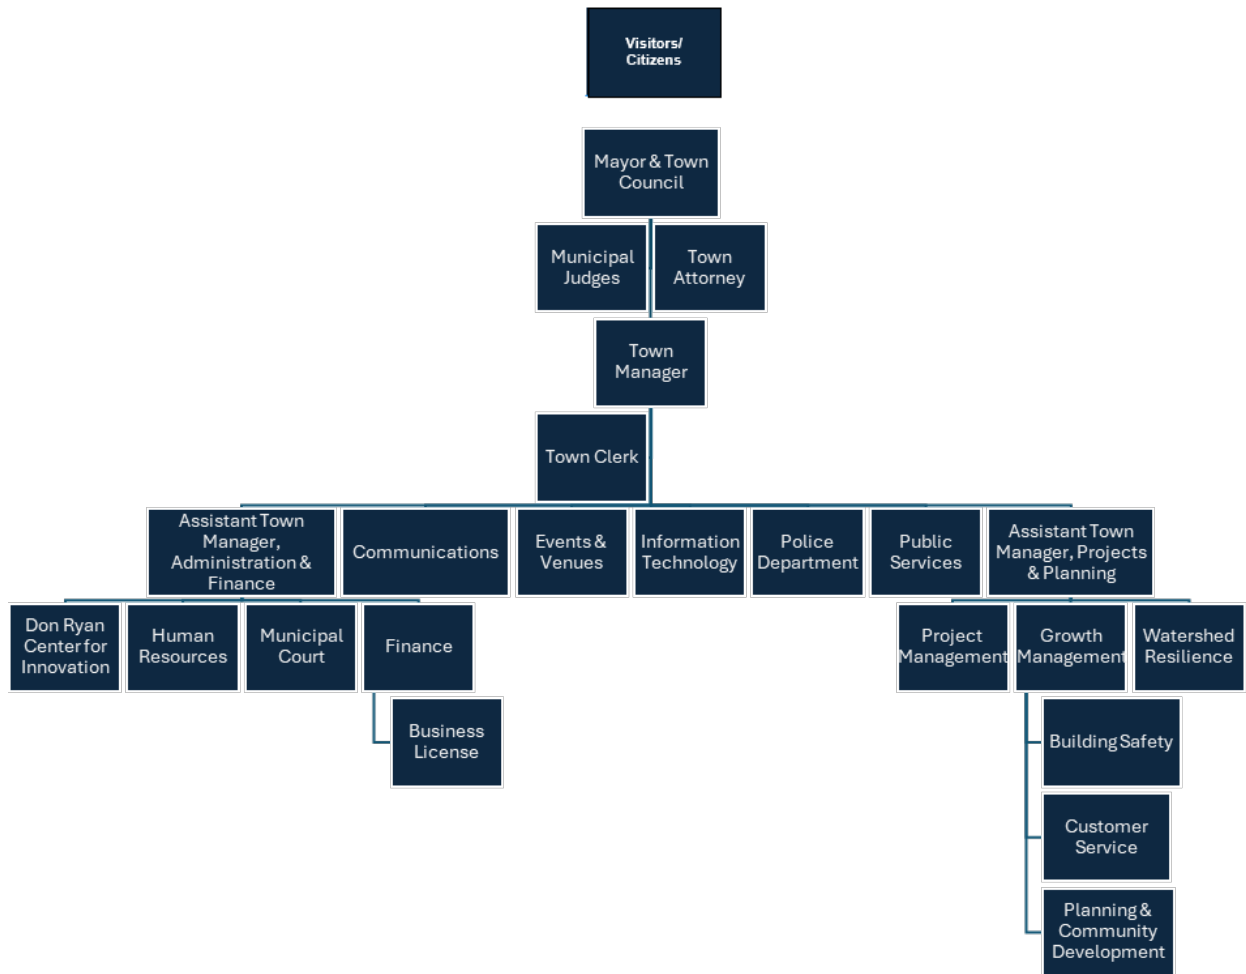 Visitors/
Citizens
Mayor & Town
Council
Municipal
Judges
Town
Attorney
Town
Manager
Town Clerk
Assistant Town
Manager,
Administration &
Finance
Communications
Events &
Venues
Information
Technology
Police
Department
Public
Services
Assistant Town
Manager, Projects
& Planning
Don Ryan
Center for
Innovation
Human
Resources
Municipal
Court
Finance
Project
Management
Growth
Management
Watershed
Resilience
Business
License
Building Safety
Customer
Service
Planning &
Community
Development